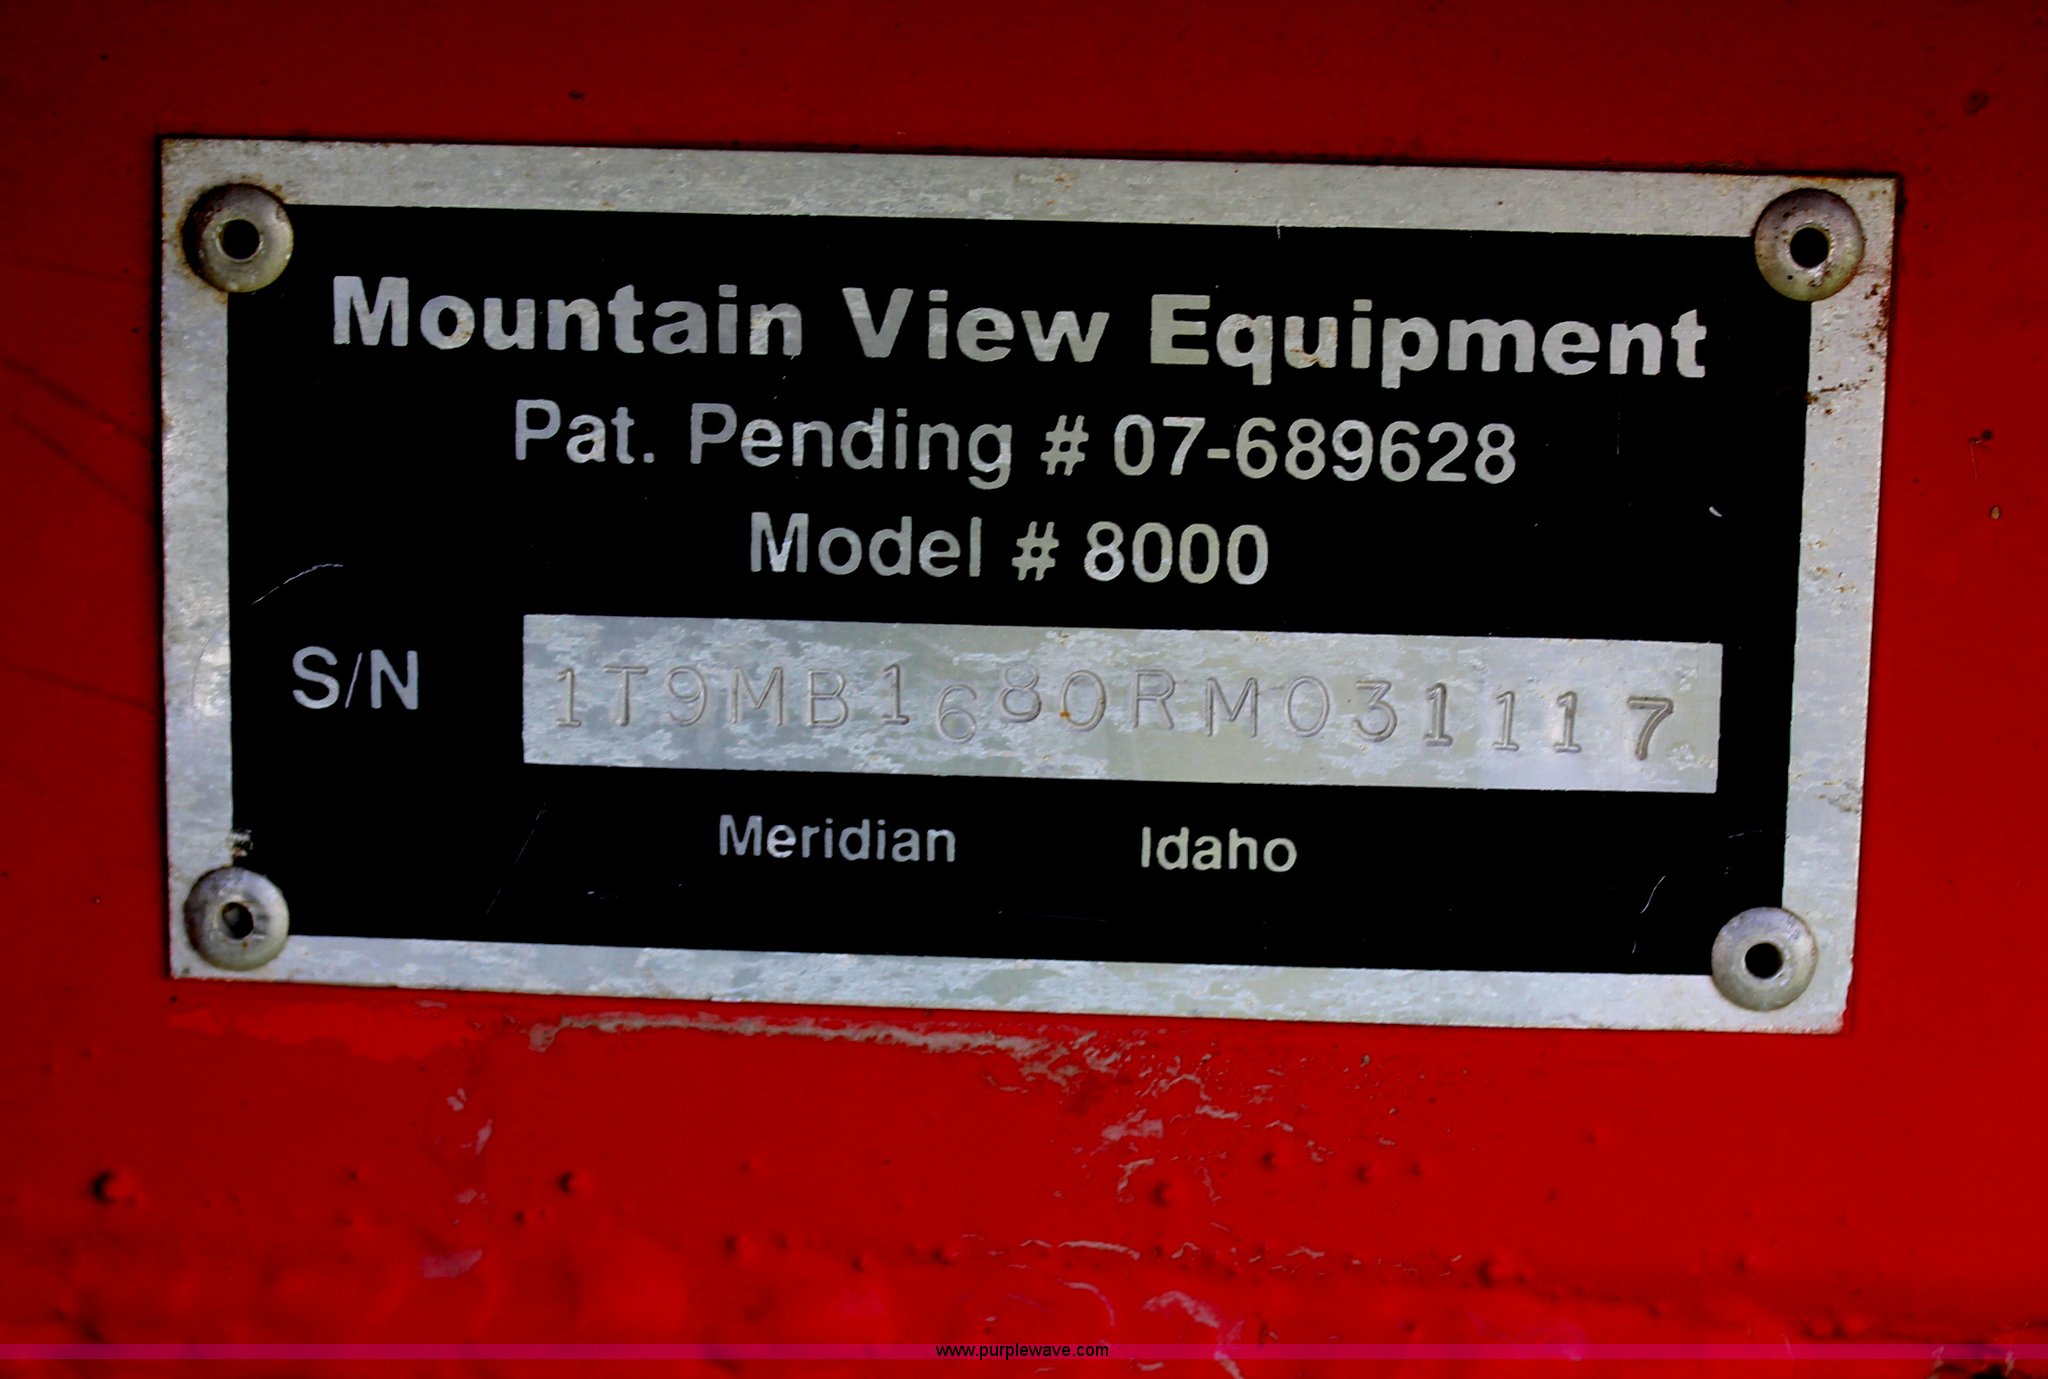 Mountain View Equipment
Pat. Pending # 07-689628
Model # 8000
S/N 1T9MB1680RM031117
Meridian Idaho
www.purplewave.com